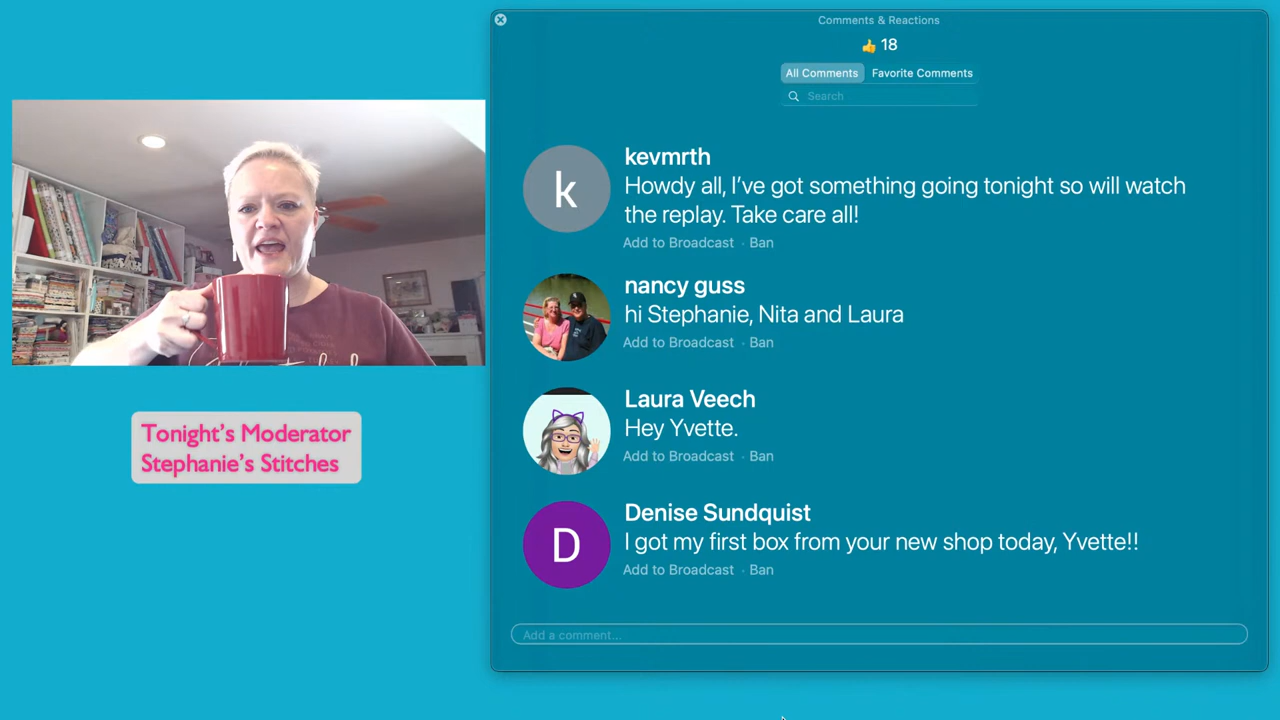 Comments & Reactions
👍 18
All Comments Favorite Comments
Search
kevmrth
Howdy all, I've got something going tonight so will watch
the replay. Take care all!
Add to Broadcast · Ban
k
nancy guss
hi Stephanie, Nita and Laura
Add to Broadcast · Ban
Laura Veech
Hey Yvette.
Add to Broadcast · Ban
Tonight's Moderator
Stephanie's Stitches
Denise Sundquist
I got my first box from your new shop today, Yvette!!
Add to Broadcast · Ban
D
Add a comment...